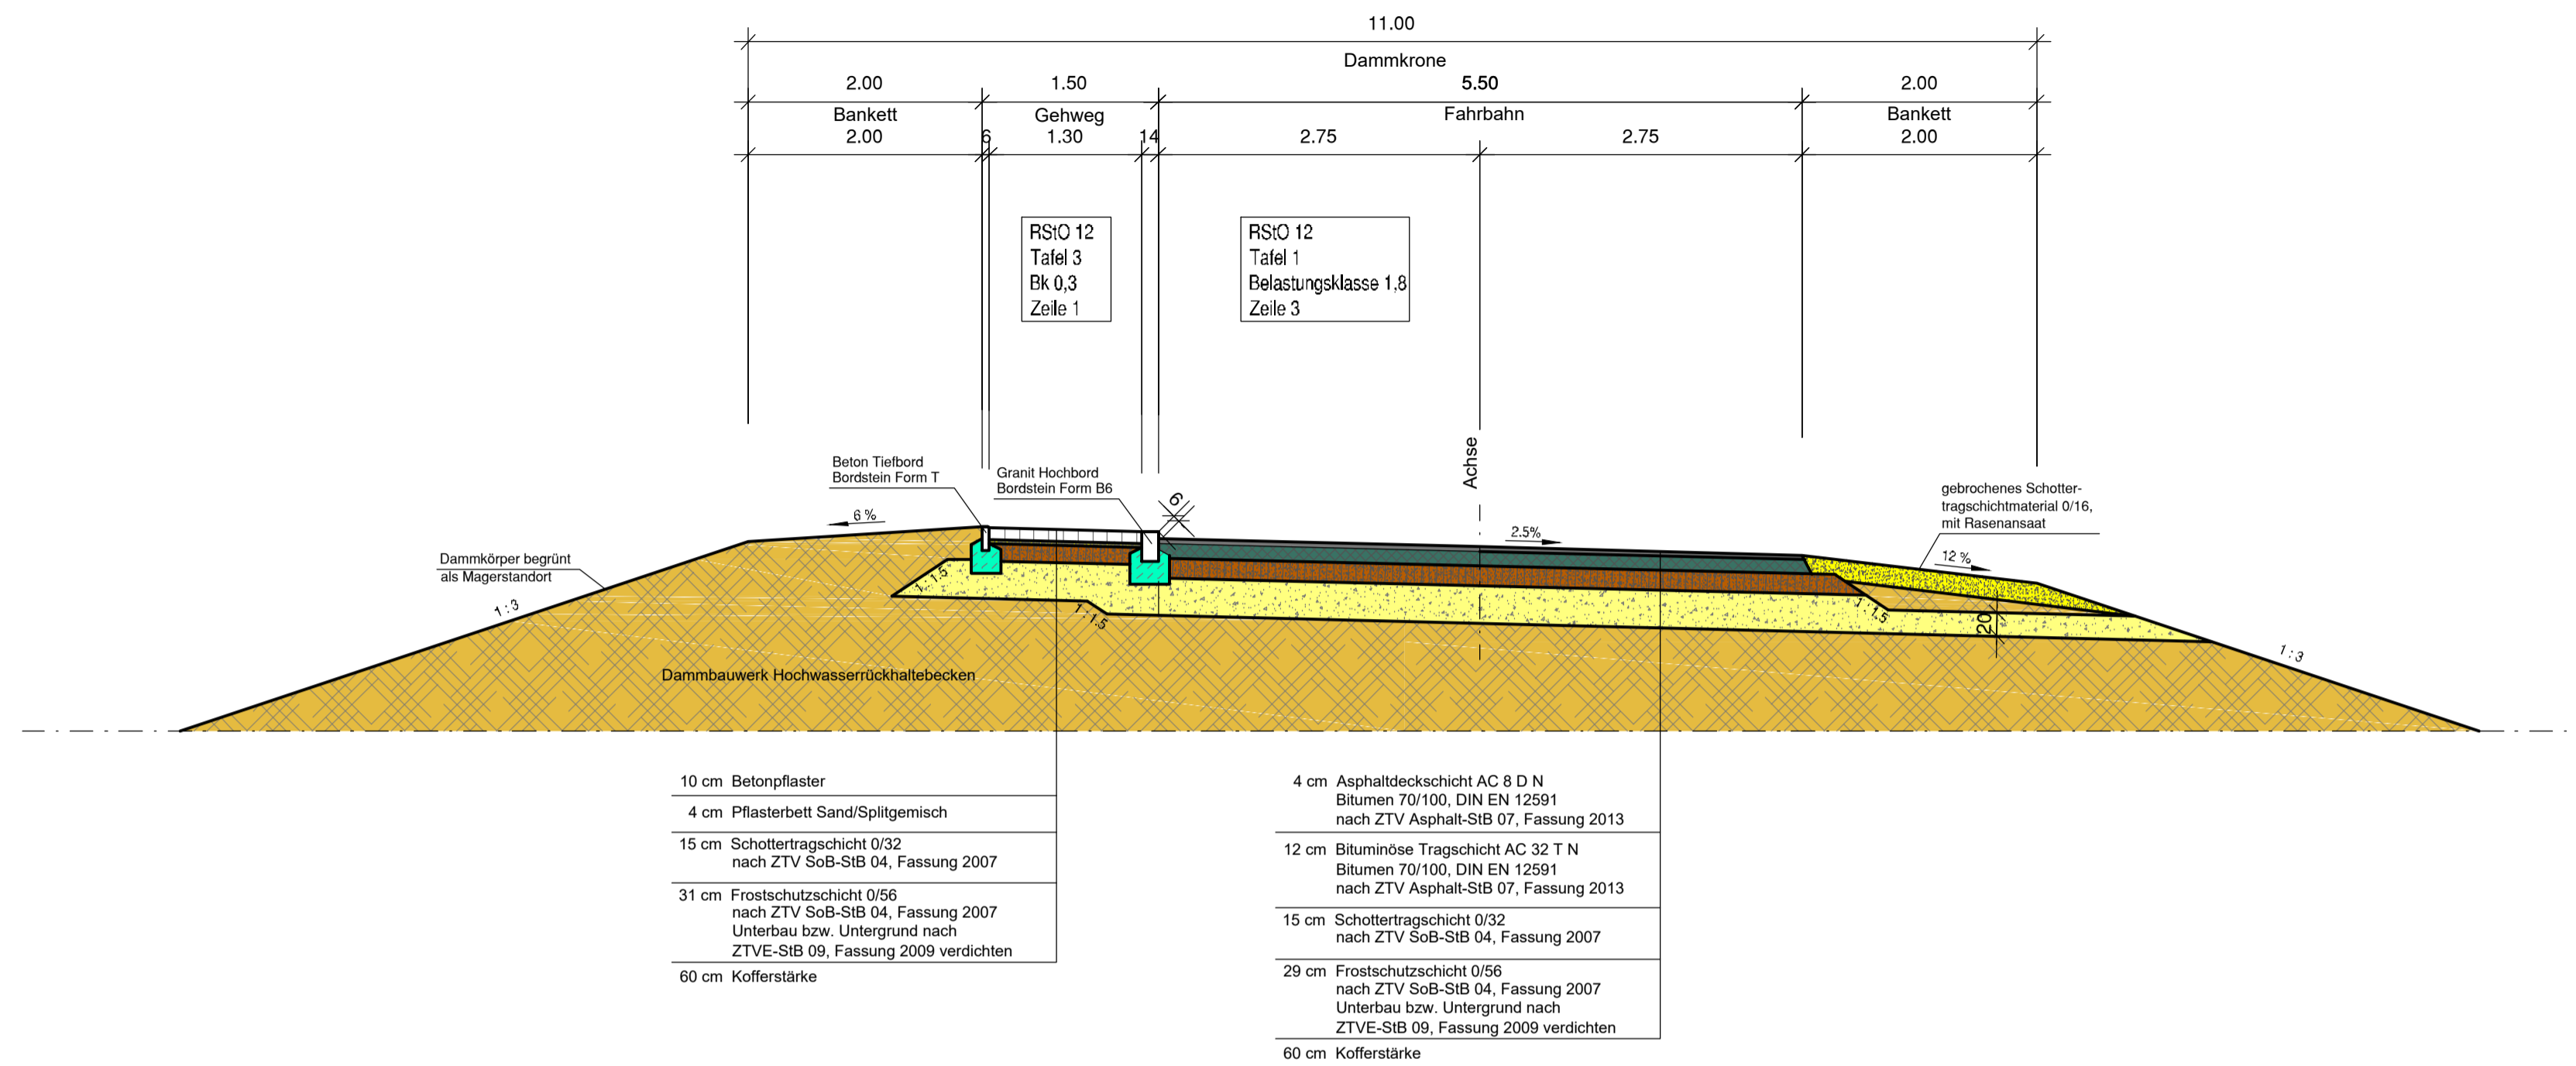 11.00
Dammkrone
2.00 1.50 5.50 2.00
Bankett Gehweg Fahrbahn Bankett
2.00 6 1.30 14 2.75 2.75 2.00
RStO 12
Tafel 3
Bk 0,3
Zeile 1
RStO 12
Tafel 1
Belastungsklasse 1,8
Zeile 3
Achse
Beton Tiefbord
Bordstein Form T
Granit Hochbord
Bordstein Form B6
6
gebrochenes Schotter-
tragschichtmaterial 0/16,
mit Rasenansaat
6 %
2.5%
12 %
Dammkörper begrünt
als Magerstandort
1 : 3
1 : 1.5
1 : 1.5
1 : 1.5
20
1 : 3
Dammbauwerk Hochwasserrückhaltebecken
10 cm Betonpflaster
4 cm Pflasterbett Sand/Splitgemisch
15 cm Schottertragschicht 0/32
nach ZTV SoB-StB 04, Fassung 2007
31 cm Frostschutzschicht 0/56
nach ZTV SoB-StB 04, Fassung 2007
Unterbau bzw. Untergrund nach
ZTVE-StB 09, Fassung 2009 verdichten
60 cm Kofferstärke
4 cm Asphaltdeckschicht AC 8 D N
Bitumen 70/100, DIN EN 12591
nach ZTV Asphalt-StB 07, Fassung 2013
12 cm Bituminöse Tragschicht AC 32 T N
Bitumen 70/100, DIN EN 12591
nach ZTV Asphalt-StB 07, Fassung 2013
15 cm Schottertragschicht 0/32
nach ZTV SoB-StB 04, Fassung 2007
29 cm Frostschutzschicht 0/56
nach ZTV SoB-StB 04, Fassung 2007
Unterbau bzw. Untergrund nach
ZTVE-StB 09, Fassung 2009 verdichten
60 cm Kofferstärke